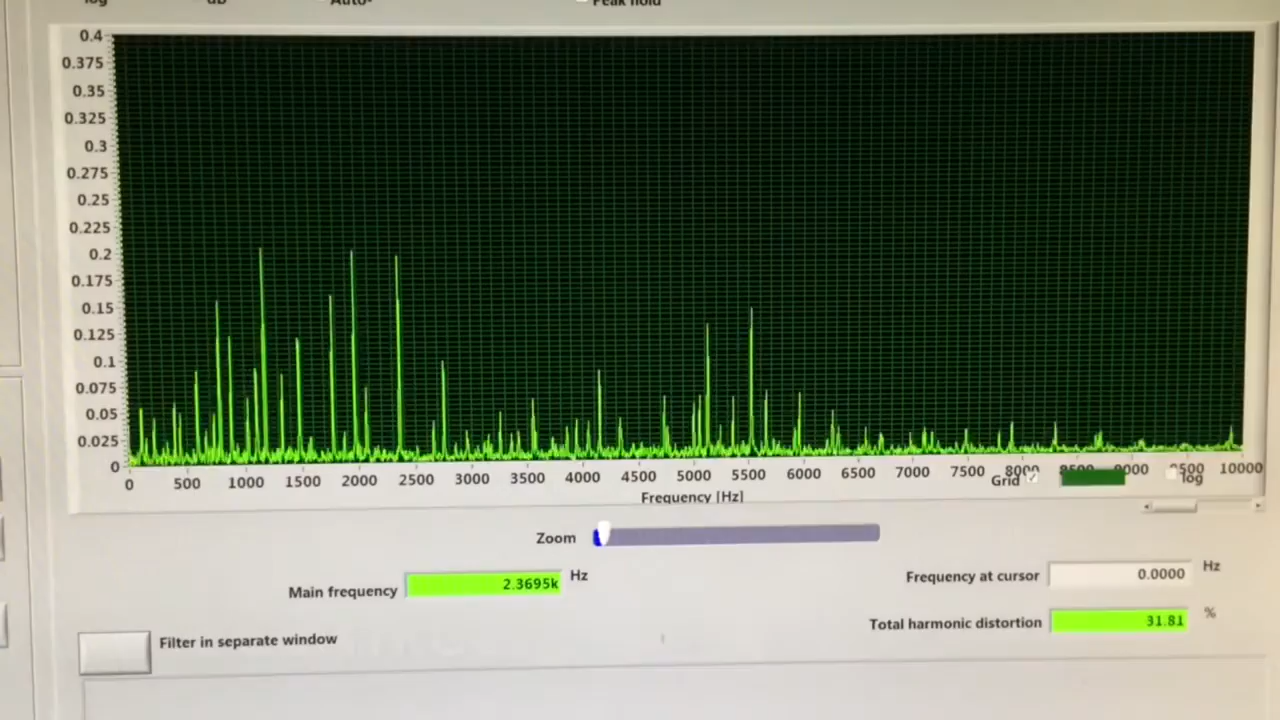 log dB Auto- Peak hold
0.4
0.375
0.35
0.325
0.3
0.275
0.25
0.225
0.2
0.175
0.15
0.125
0.1
0.075
0.05
0.025
0
0 500 1000 1500 2000 2500 3000 3500 4000 4500 5000 5500 6000 6500 7000 7500 8000 8500 9000 9500 10000
Grid log
Frequency [Hz]
Zoom
Main frequency 2.3695k Hz
Frequency at cursor 0.0000 Hz
Total harmonic distortion 31.81 %
Filter in separate window